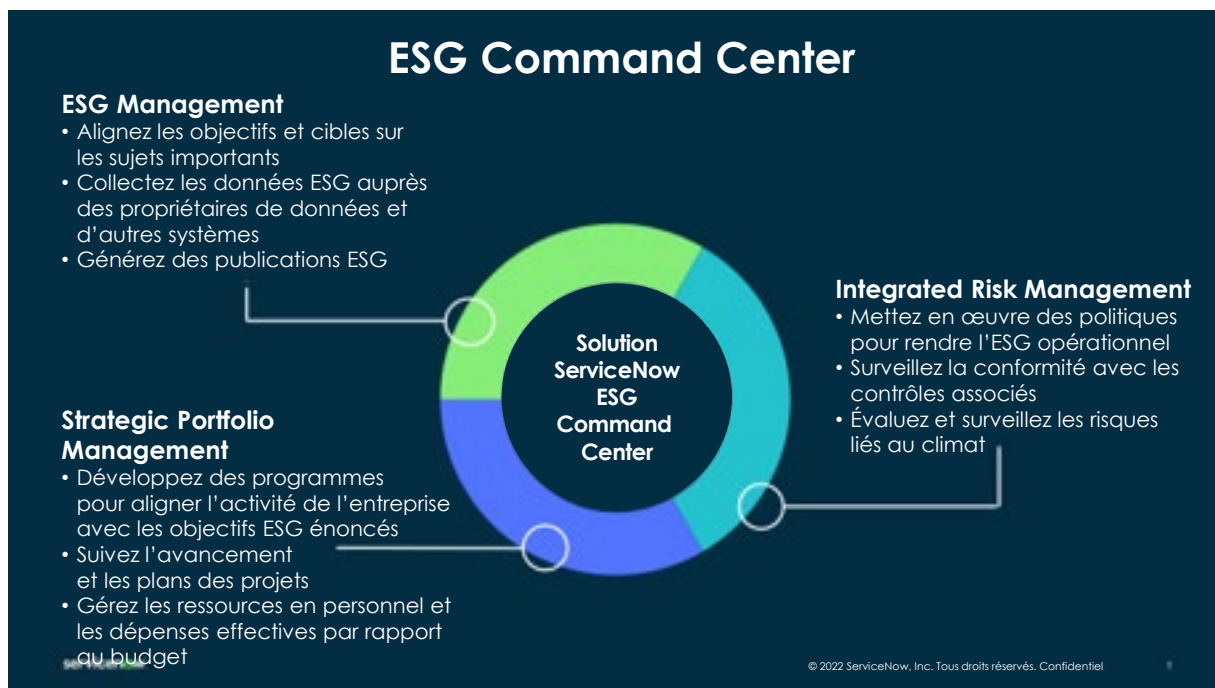 ESG Command Center
ESG Management
• Alignez les objectifs et cibles sur
les sujets importants
• Collectez les données ESG auprès
des propriétaires de données et
d’autres systèmes
• Générez des publications ESG
Strategic Portfolio
Management
• Développez des programmes
pour aligner l’activité de l’entreprise
avec les objectifs ESG énoncés
• Suivez l’avancement
et les plans des projets
• Gérez les ressources en personnel et
les dépenses effectives par rapport
au budget
Solution
ServiceNow
ESG
Command
Center
Integrated Risk Management
• Mettez en œuvre des politiques
pour rendre l’ESG opérationnel
• Surveillez la conformité avec les
contrôles associés
• Évaluez et surveillez les risques
liés au climat
© 2022 ServiceNow, Inc. Tous droits réservés. Confidentiel